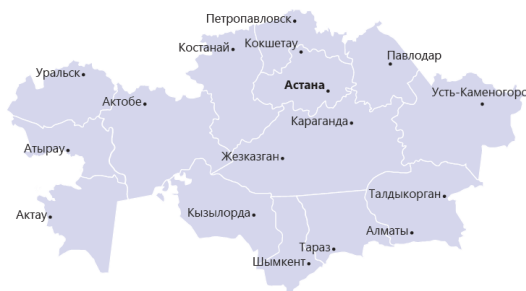 Петропавловск
Костанай
Кокшетау
Павлодар
Уральск
Астана
Усть-Каменогорс
Актобе
Караганда
Атырау
Жезказган
Талдыкорган
Актау
Кызылорда
Алматы
Тараз
Шымкент